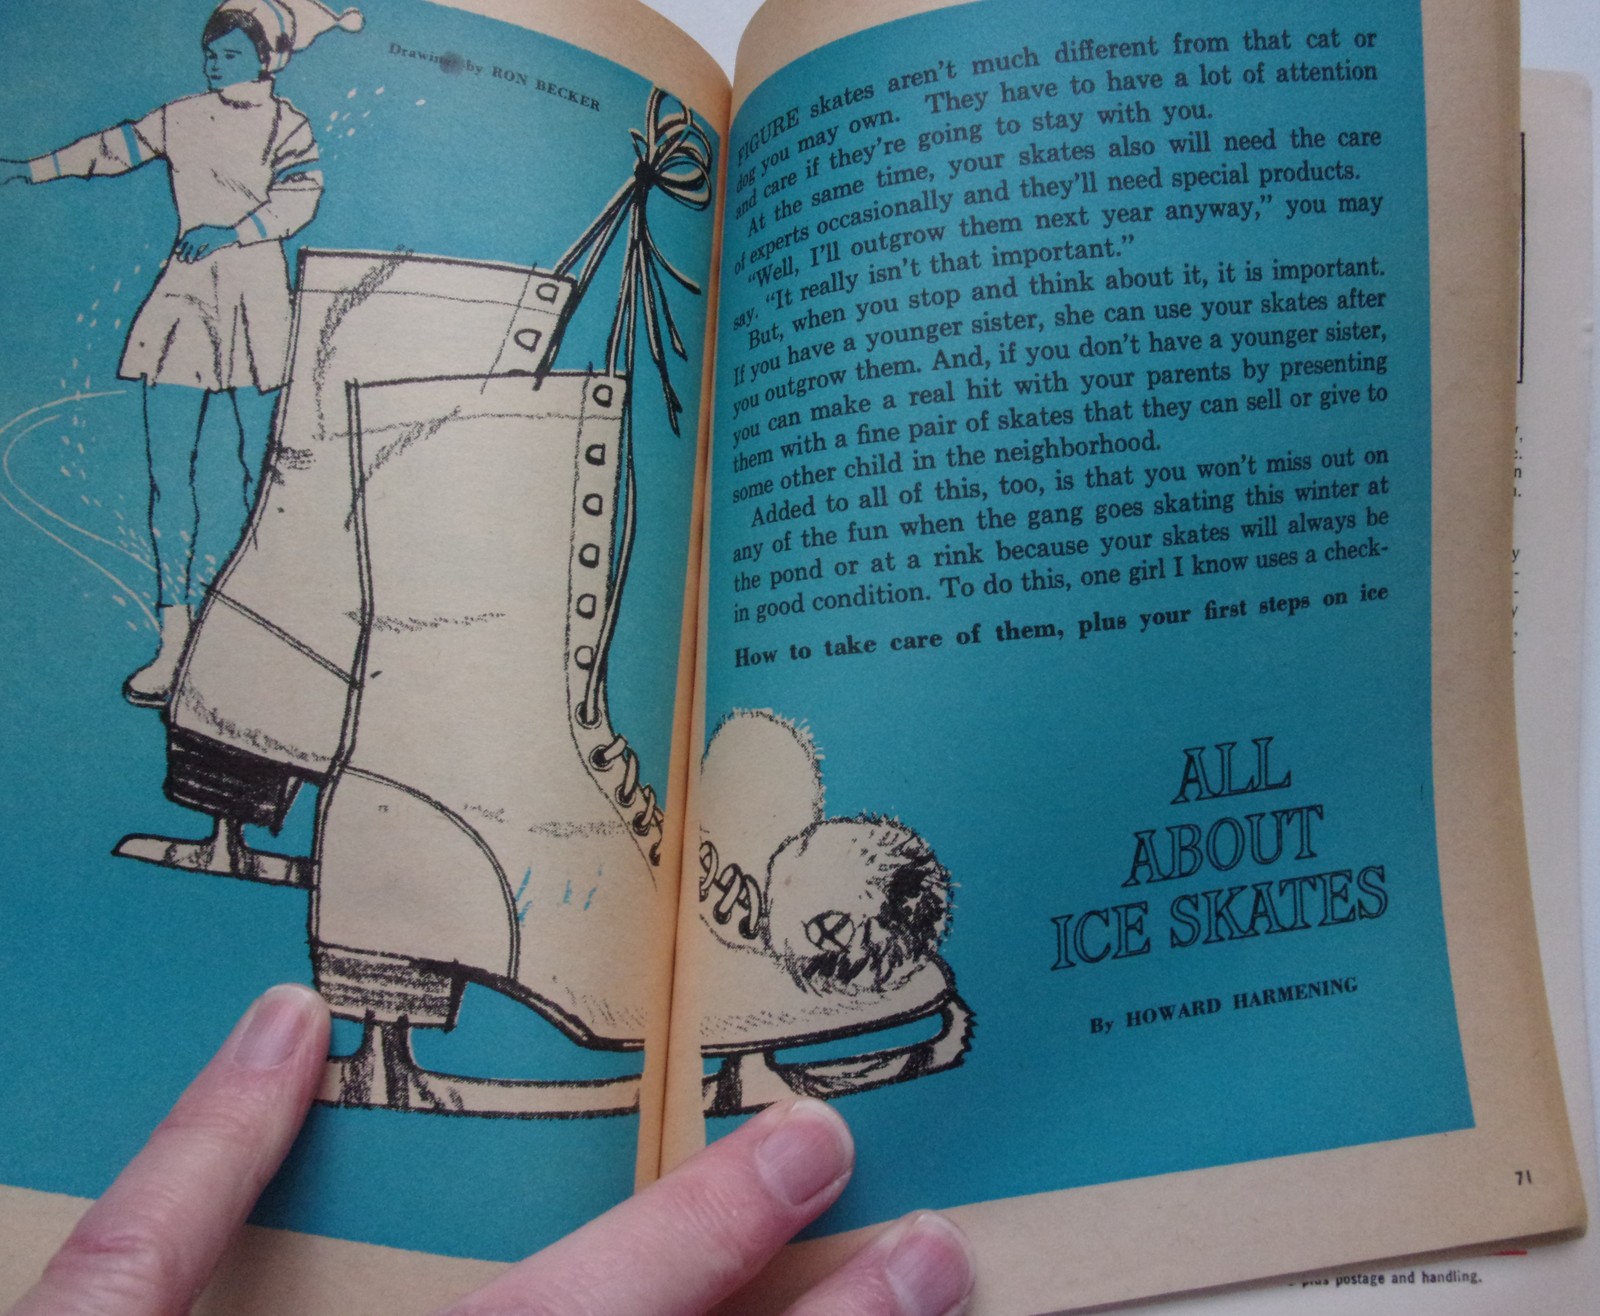 Drawings by RON BECKER
FIGURE skates aren't much different from that cat or
dog you may own. They have to have a lot of attention
and care if they're going to stay with you.
At the same time, your skates also will need the care
of experts occasionally and they'll need special products.
"Well, I'll outgrow them next year anyway," you may
say. "It really isn't that important."
But, when you stop and think about it, it is important.
If you have a younger sister, she can use your skates after
you outgrow them. And, if you don't have a younger sister,
you can make a real hit with your parents by presenting
them with a fine pair of skates that they can sell or give to
some other child in the neighborhood.
Added to all of this, too, is that you won't miss out on
any of the fun when the gang goes skating this winter at
the pond or at a rink because your skates will always be
in good condition. To do this, one girl I know uses a check-
How to take care of them, plus your first steps on ice
ALL
ABOUT
ICE SKATES
By HOWARD HARMENING
71
postage and handling.